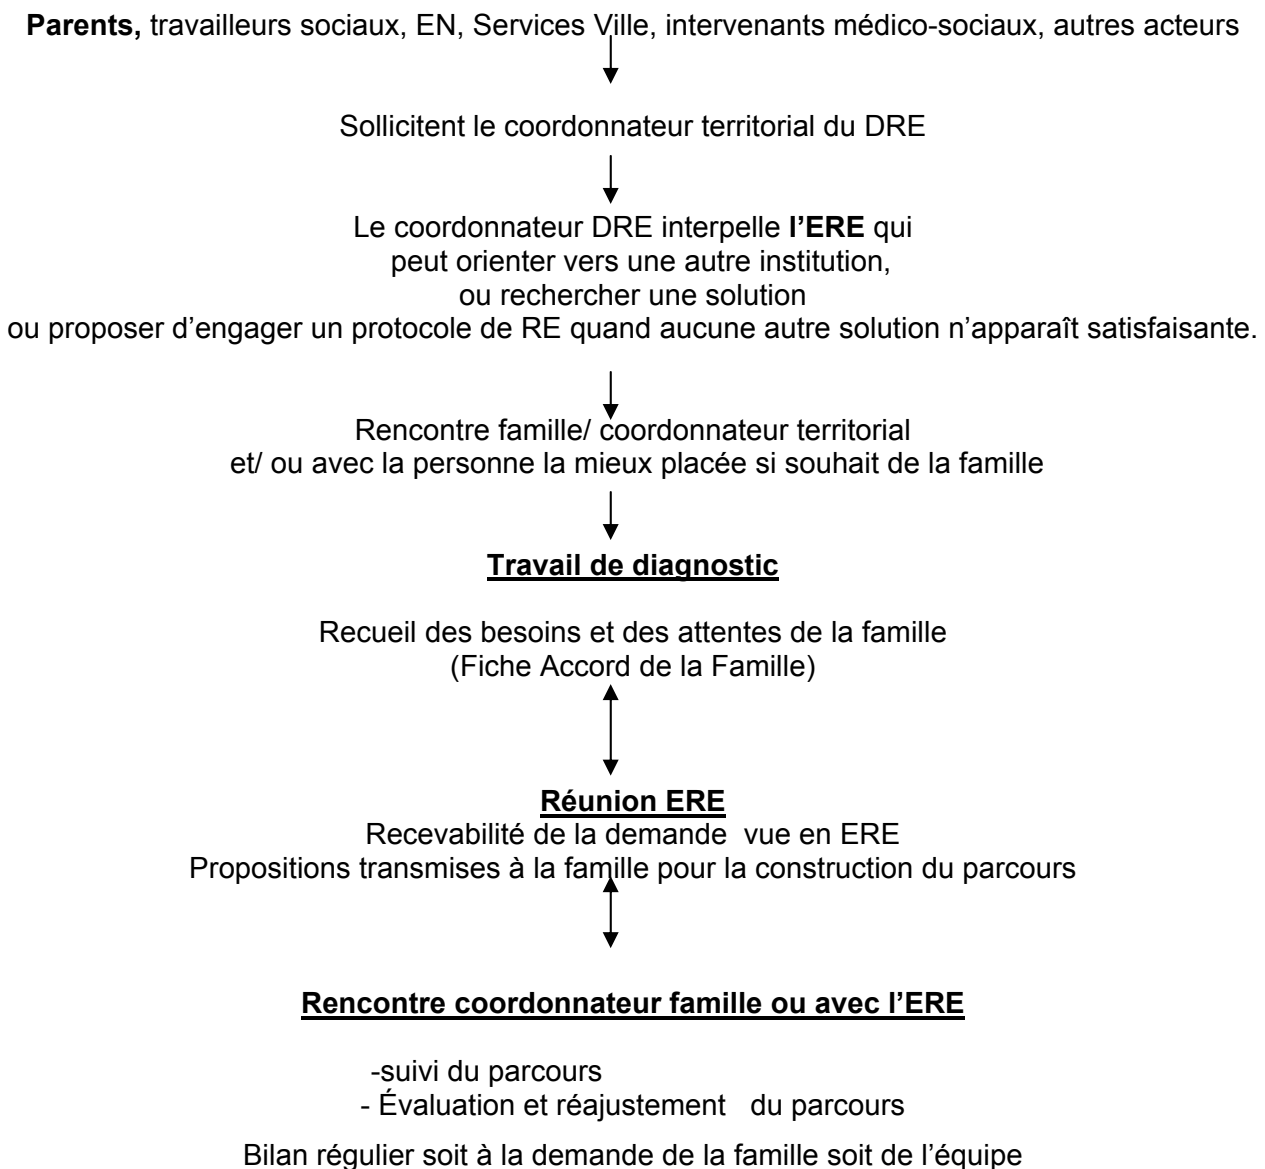 Parents, travailleurs sociaux, EN, Services Ville, intervenants médico-sociaux, autres acteurs
Sollicitent le coordonnateur territorial du DRE
Le coordonnateur DRE interpelle l’ERE qui
peut orienter vers une autre institution,
ou rechercher une solution
ou proposer d’engager un protocole de RE quand aucune autre solution n’apparaît satisfaisante.
Rencontre famille/ coordonnateur territorial
et/ ou avec la personne la mieux placée si souhait de la famille
Travail de diagnostic
Recueil des besoins et des attentes de la famille
(Fiche Accord de la Famille)
Réunion ERE
Recevabilité de la demande  vue en ERE
Propositions transmises à la famille pour la construction du parcours
Rencontre coordonnateur famille ou avec l’ERE
-suivi du parcours
- Évaluation et réajustement   du parcours
Bilan régulier soit à la demande de la famille soit de l’équipe